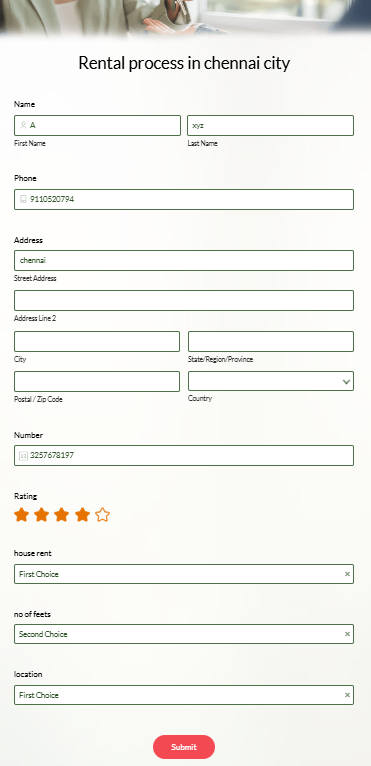 Rental process in chennai city
Name
A xyz
First Name Last Name
Phone
9110520794
Address
chennai
Street Address
Address Line 2
City State/Region/Province
Postal / Zip Code Country
Number
3257678197
Rating
house rent
First Choice ×
no of feets
Second Choice ×
location
First Choice ×
Submit